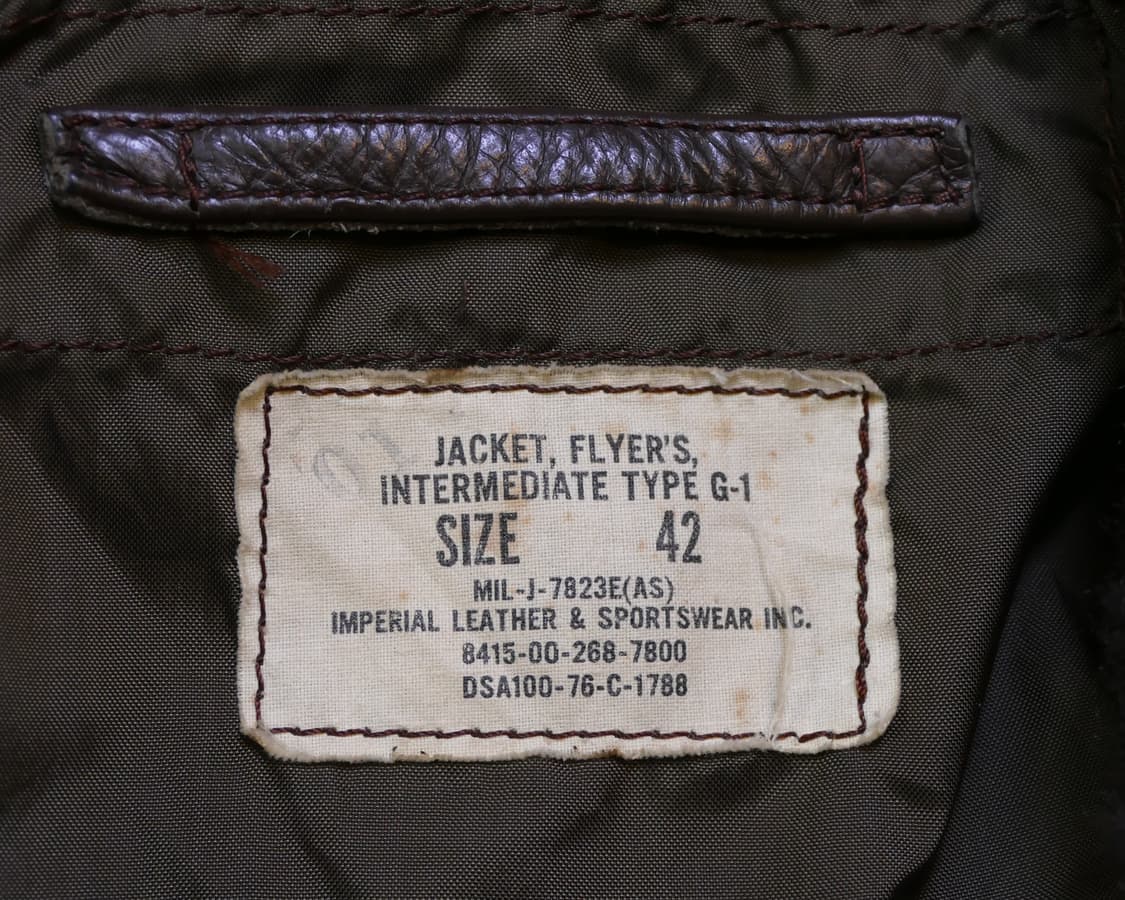 JACKET, FLYER'S,
INTERMEDIATE TYPE G-1
SIZE 42
MIL-J-7823E(AS)
IMPERIAL LEATHER & SPORTSWEAR INC.
8415-00-268-7800
DSA100-76-C-1788